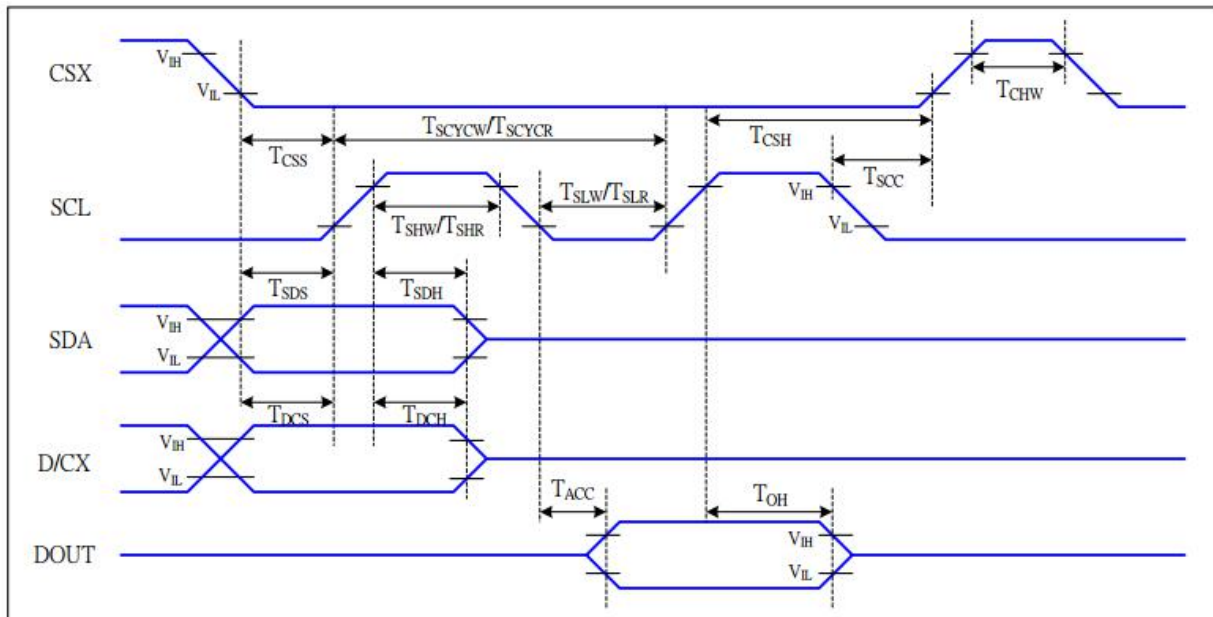 CSX
VIH
VIL
TCHW
TSCYCW/TSCYCR
TCSS
TCSH
TSCC
SCL
TSLW/TSLR
VIH
VIL
TSHW/TSHR
TSDS
TSDH
SDA
VIH
VIL
TDCS
TDCH
D/CX
VIH
VIL
TACC
TOH
DOUT
VIH
VIL